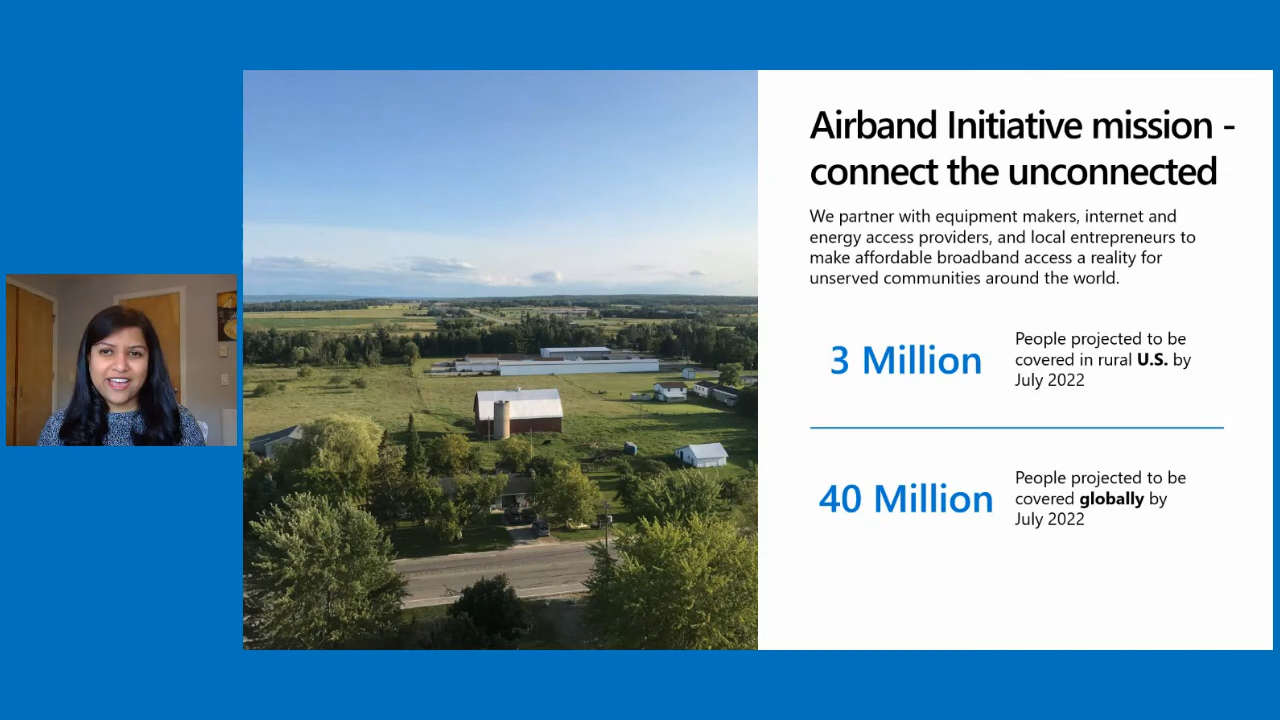 Airband Initiative mission -
connect the unconnected
We partner with equipment makers, internet and
energy access providers, and local entrepreneurs to
make affordable broadband access a reality for
unserved communities around the world.
3 Million
People projected to be
covered in rural U.S. by
July 2022
40 Million
People projected to be
covered globally by
July 2022